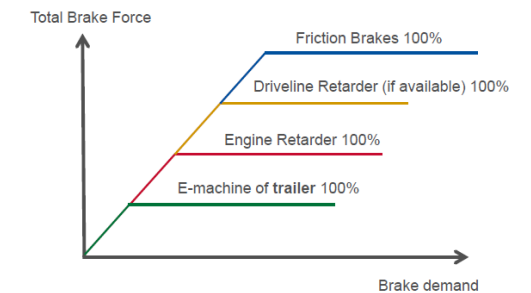 Total Brake Force
Friction Brakes 100%
Driveline Retarder (if available) 100%
Engine Retarder 100%
E-machine of trailer 100%
Brake demand